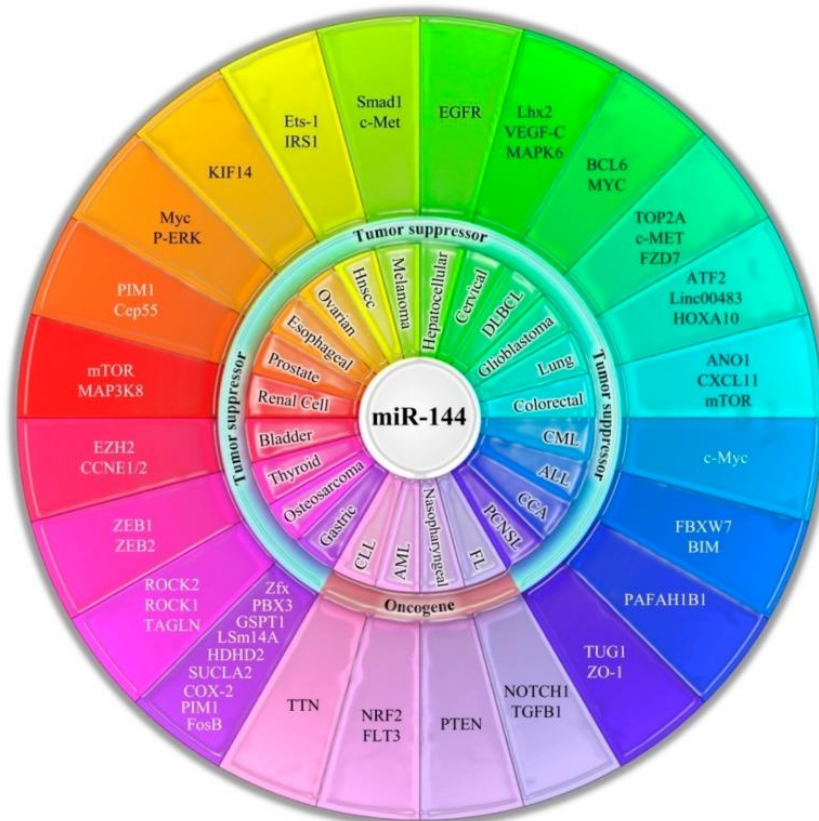 Smad1
c-Met
EGFR
Lhx2
VEGF-C
MAPK6
BCL6
MYC
TOP2A
c-MET
FZD7
ATF2
Linc00483
HOXA10
ANO1
CXCL11
mTOR
c-Myc
FBXW7
BIM
PAFAH1B1
TUG1
ZO-1
NOTCH1
TGFB1
PTEN
NRF2
FLT3
TTN
Zfx
PBX3
GSPT1
LSm14A
HDHD2
SUCLA2
COX-2
PIM1
FosB
ROCK2
ROCK1
TAGLN
ZEB1
ZEB2
EZH2
CCNE1/2
mTOR
MAP3K8
PIM1
Cep55
Myc
P-ERK
KIF14
Ets-1
IRS1
Tumor suppressor
Tumor suppressor
Oncogene
Tumor suppressor
Melanoma
Hepatocellular
Cervical
DLBCL
Glioblastoma
Lung
Colorectal
CML
ALL
CCA
PCNSL
FL
Nasopharyngeal
AML
CLL
Gastric
Osteosarcoma
Thyroid
Bladder
Renal Cell
Prostate
Esophageal
Ovarian
Hnscc
miR-144